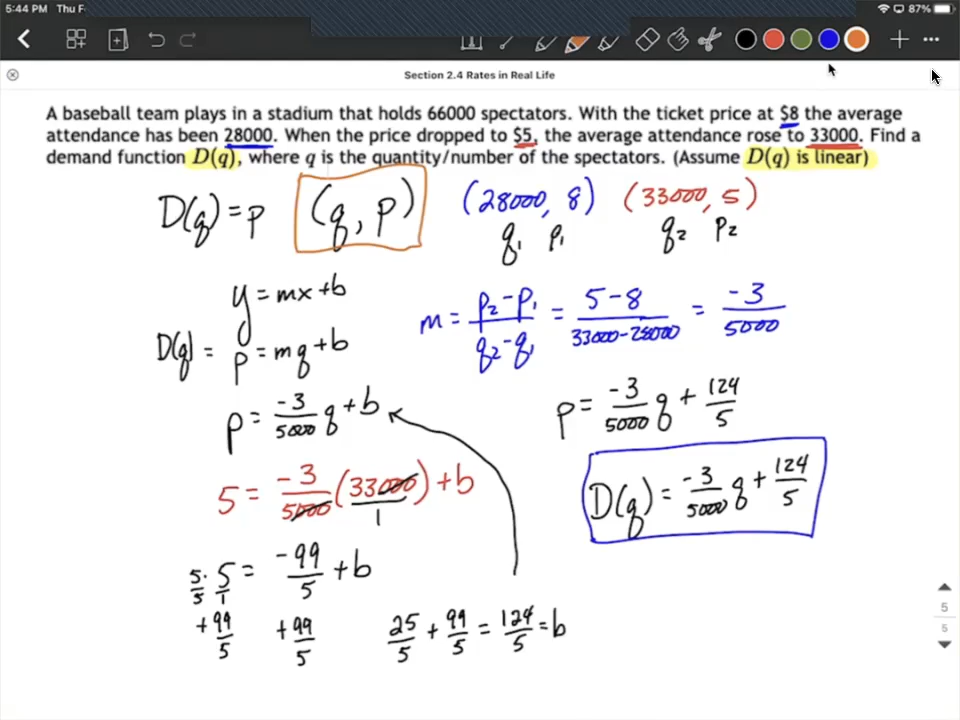 5:44 PM Thu F
87%
Section 2.4 Rates in Real Life
A baseball team plays in a stadium that holds 66000 spectators. With the ticket price at $8 the average
attendance has been 28000. When the price dropped to $5, the average attendance rose to 33000. Find a
demand function D(q), where q is the quantity/number of the spectators. (Assume D(q) is linear)
D(q) = p (q, p) (28000, 8) (33000, 5)
q₁ p₁ q₂ p₂
y = mx + b
m = (p₂ - p₁)/(q₂ - q₁) = (5 - 8)/(33000 - 28000) = -3/5000
D(q) = p = mq + b
p = -3/5000 q + b
p = -3/5000 q + 124/5
5 = -3/5000 (33000/1) + b
D(q) = -3/5000 q + 124/5
5/5 · 5/1 = -99/5 + b
+99/5 +99/5
25/5 + 99/5 = 124/5 = b
5
5